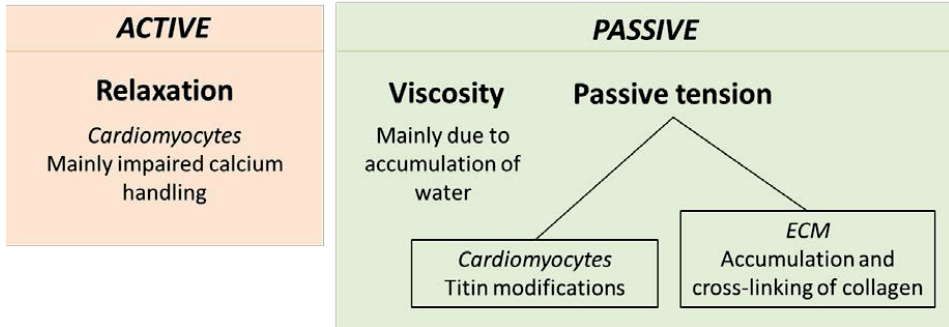 ACTIVE
Relaxation
Cardiomyocytes
Mainly impaired calcium
handling
PASSIVE
Viscosity
Mainly due to
accumulation of
water
Passive tension
Cardiomyocytes
Titin modifications
ECM
Accumulation and
cross-linking of collagen